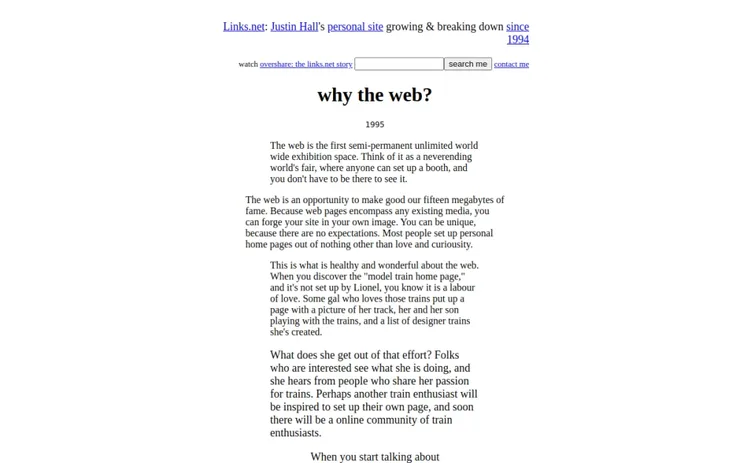 Links.net: Justin Hall's personal site growing & breaking down since
1994
watch overshare: the links.net story search me contact me
why the web?
1995
The web is the first semi-permanent unlimited world
wide exhibition space. Think of it as a neverending
world's fair, where anyone can set up a booth, and
you don't have to be there to see it.
The web is an opportunity to make good our fifteen megabytes of
fame. Because web pages encompass any existing media, you
can forge your site in your own image. You can be unique,
because there are no expectations. Most people set up personal
home pages out of nothing other than love and curiousity.
This is what is healthy and wonderful about the web.
When you discover the "model train home page,"
and it's not set up by Lionel, you know it is a labour
of love. Some gal who loves those trains put up a
page with a picture of her track, her and her son
playing with the trains, and a list of designer trains
she's created.
What does she get out of that effort? Folks
who are interested see what she is doing, and
she hears from people who share her passion
for trains. Perhaps another train enthusiast will
be inspired to set up their own page, and soon
there will be a online community of train
enthusiasts.
When you start talking about